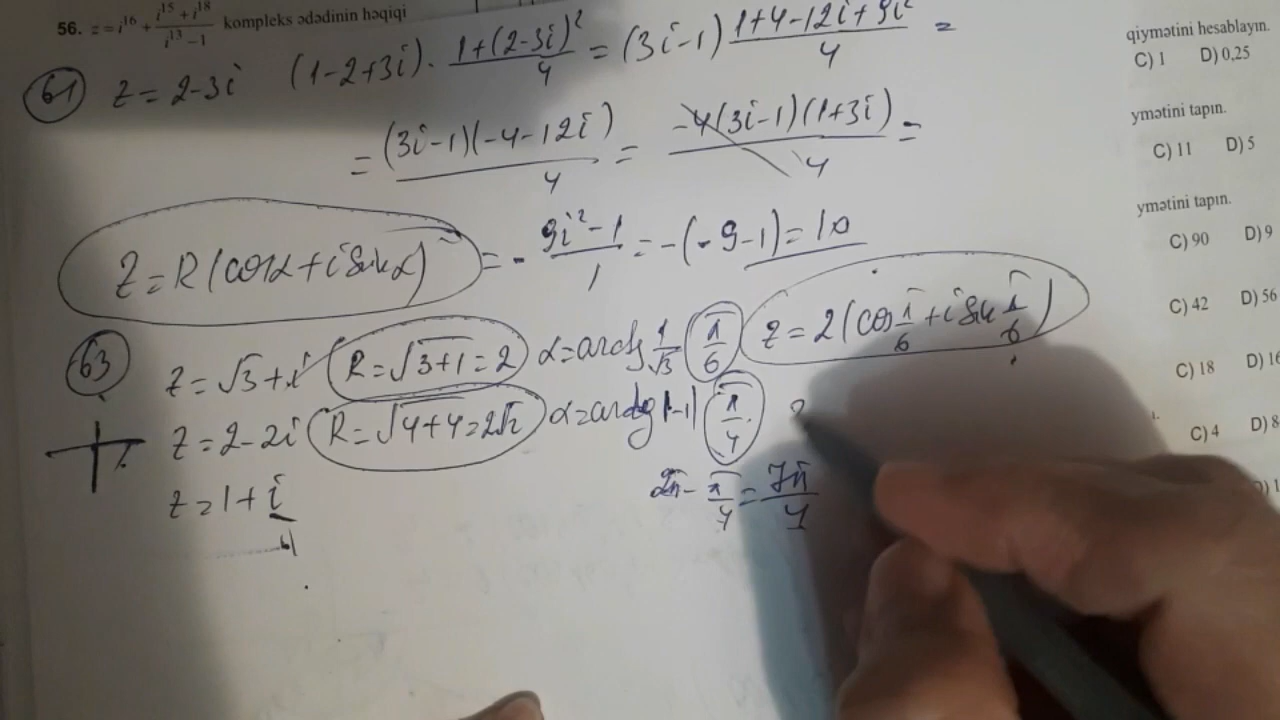 56. z = i¹⁶ + (i¹⁵ + i¹⁸)/(i¹³ − 1) kompleks ədədinin həqiqi
61 z = 2-3i (1-2+3i) · (1+(2-3i)²)/4 = (3i-1) (1+4-12i+9i²)/4 =
= (3i-1)(-4-12i)/4 = -4(3i-1)(1+3i)/4 =
z = R(cosα + i sinα) = - (9i²-1)/1 = -(-9-1) = 10
63 z = √3 + i R = √(3+1) = 2 α = arctg 1/√3 π/6 z = 2(cos π/6 + i sin π/6)
z = 2-2i R = √(4+4) = 2√2 α = arctg |-1| π/4
2π - π/4 = 7π/4
z = 1 + i
qiymətini hesablayın.
C) 1 D) 0,25
ymətini tapın.
C) 11 D) 5
ymətini tapın.
C) 90 D) 9
C) 42 D) 56
C) 18 D) 16
C) 4 D) 8